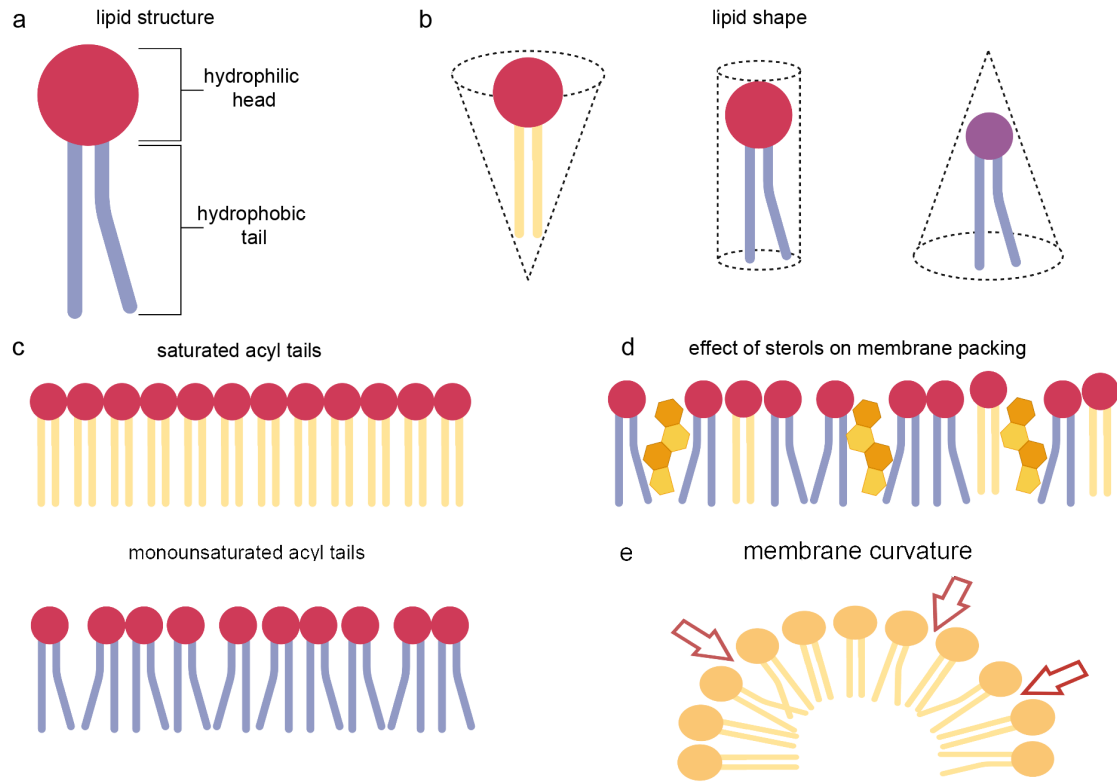 a
lipid structure
hydrophilic
head
hydrophobic
tail
b
lipid shape
c
saturated acyl tails
monounsaturated acyl tails
d
effect of sterols on membrane packing
e
membrane curvature